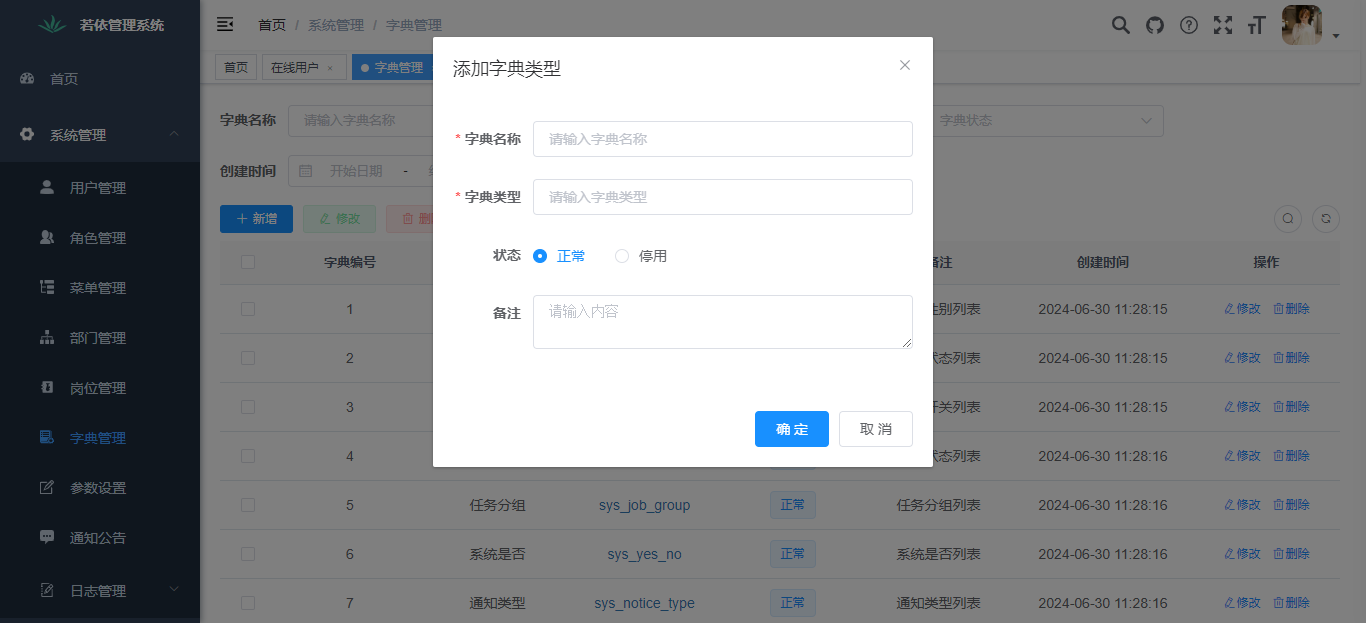 若依管理系统
首页
系统管理
用户管理
角色管理
菜单管理
部门管理
岗位管理
字典管理
参数设置
通知公告
日志管理
首页 / 系统管理 / 字典管理
首页
在线用户 ×
字典管理
字典名称 请输入字典名称 字典状态
创建时间 开始日期 -
+ 新增 修改
添加字典类型
* 字典名称 请输入字典名称
* 字典类型 请输入字典类型
状态 正常 停用
备注 请输入内容
确 定 取 消
字典编号 备注 创建时间 操作
1 性别列表 2024-06-30 11:28:15 修改 删除
2 状态列表 2024-06-30 11:28:15 修改 删除
3 开关列表 2024-06-30 11:28:15 修改 删除
4 状态列表 2024-06-30 11:28:16 修改 删除
5 任务分组 sys_job_group 正常 任务分组列表 2024-06-30 11:28:16 修改 删除
6 系统是否 sys_yes_no 正常 系统是否列表 2024-06-30 11:28:16 修改 删除
7 通知类型 sys_notice_type 正常 通知类型列表 2024-06-30 11:28:16 修改 删除